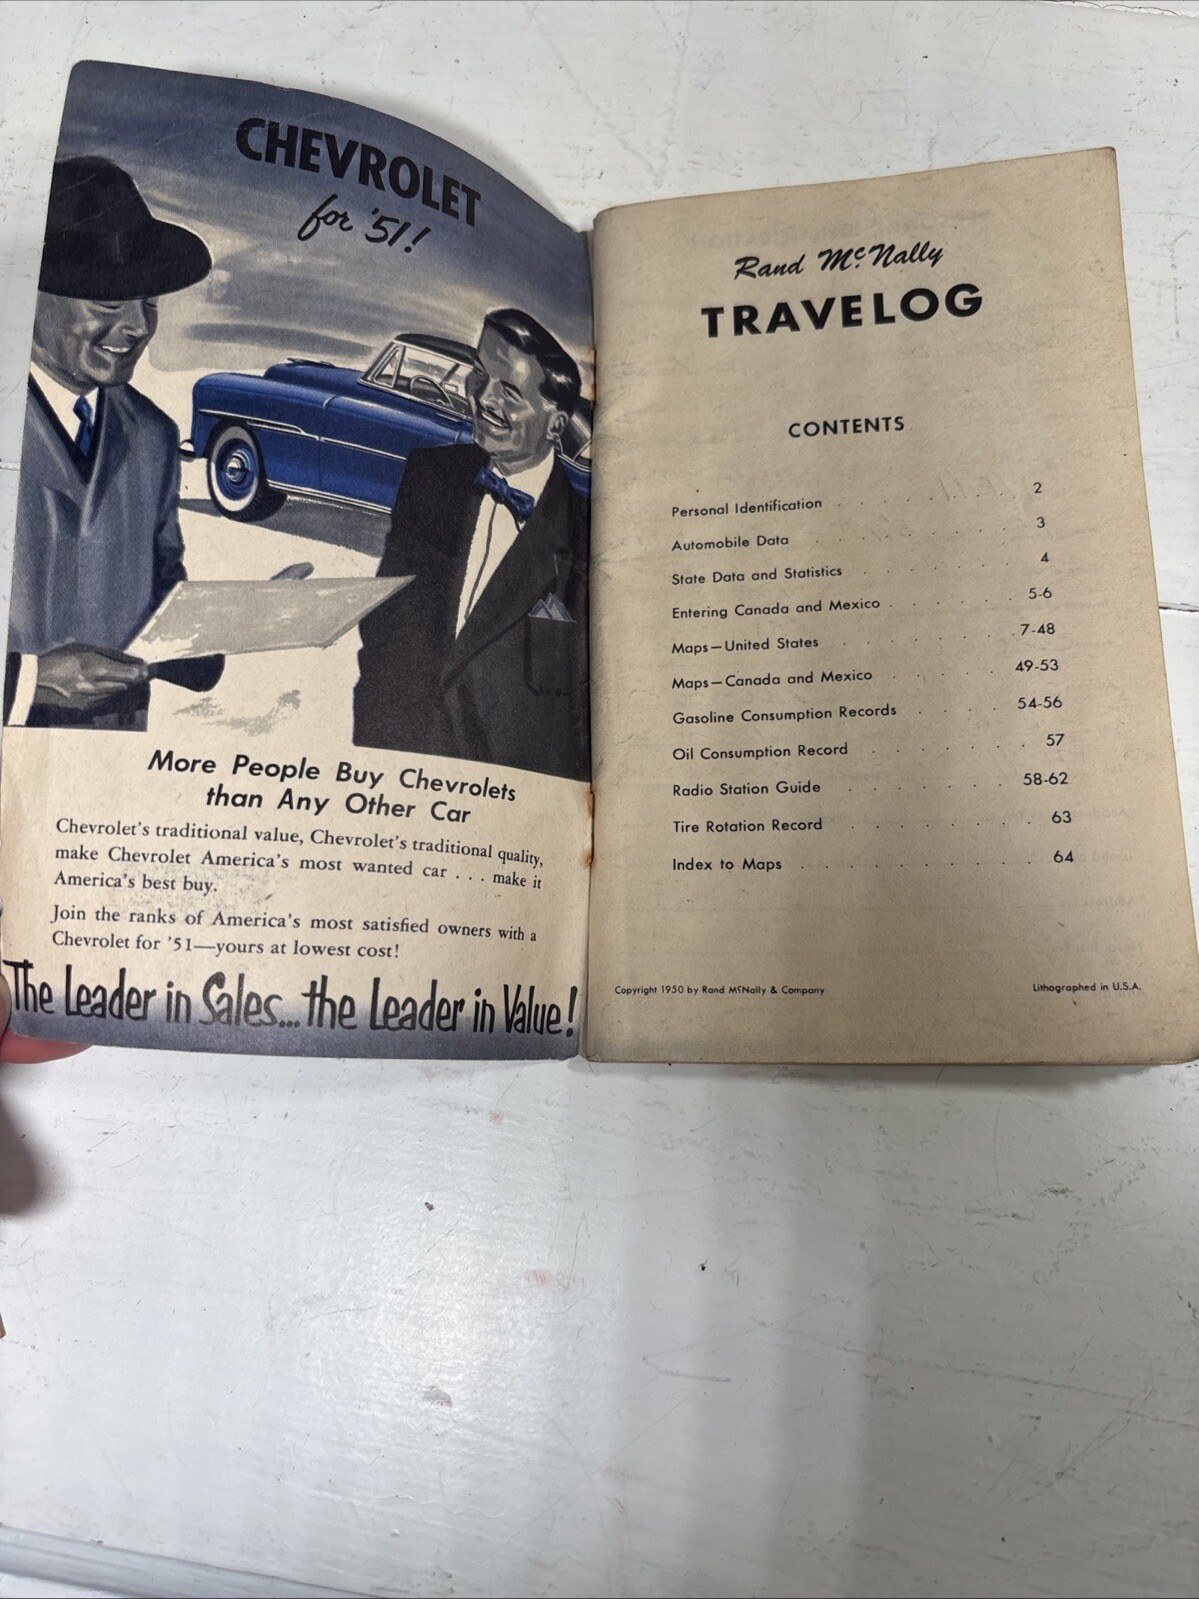 CHEVROLET
for '51!
More People Buy Chevrolets
than Any Other Car
Chevrolet's traditional value, Chevrolet's traditional quality,
make Chevrolet America's most wanted car . . . make it
America's best buy.
Join the ranks of America's most satisfied owners with a
Chevrolet for '51—yours at lowest cost!
The Leader in Sales...the Leader in Value!
Rand McNally
TRAVELOG
CONTENTS
Personal Identification . . . . . . 2
Automobile Data . . . . . . . 3
State Data and Statistics . . . . . . 4
Entering Canada and Mexico . . . . . . 5-6
Maps—United States . . . . . . 7-48
Maps—Canada and Mexico . . . . . 49-53
Gasoline Consumption Records . . . . 54-56
Oil Consumption Record . . . . . . 57
Radio Station Guide . . . . . . . 58-62
Tire Rotation Record . . . . . . . 63
Index to Maps . . . . . . . . . 64
Copyright 1950 by Rand McNally & Company Lithographed in U.S.A.